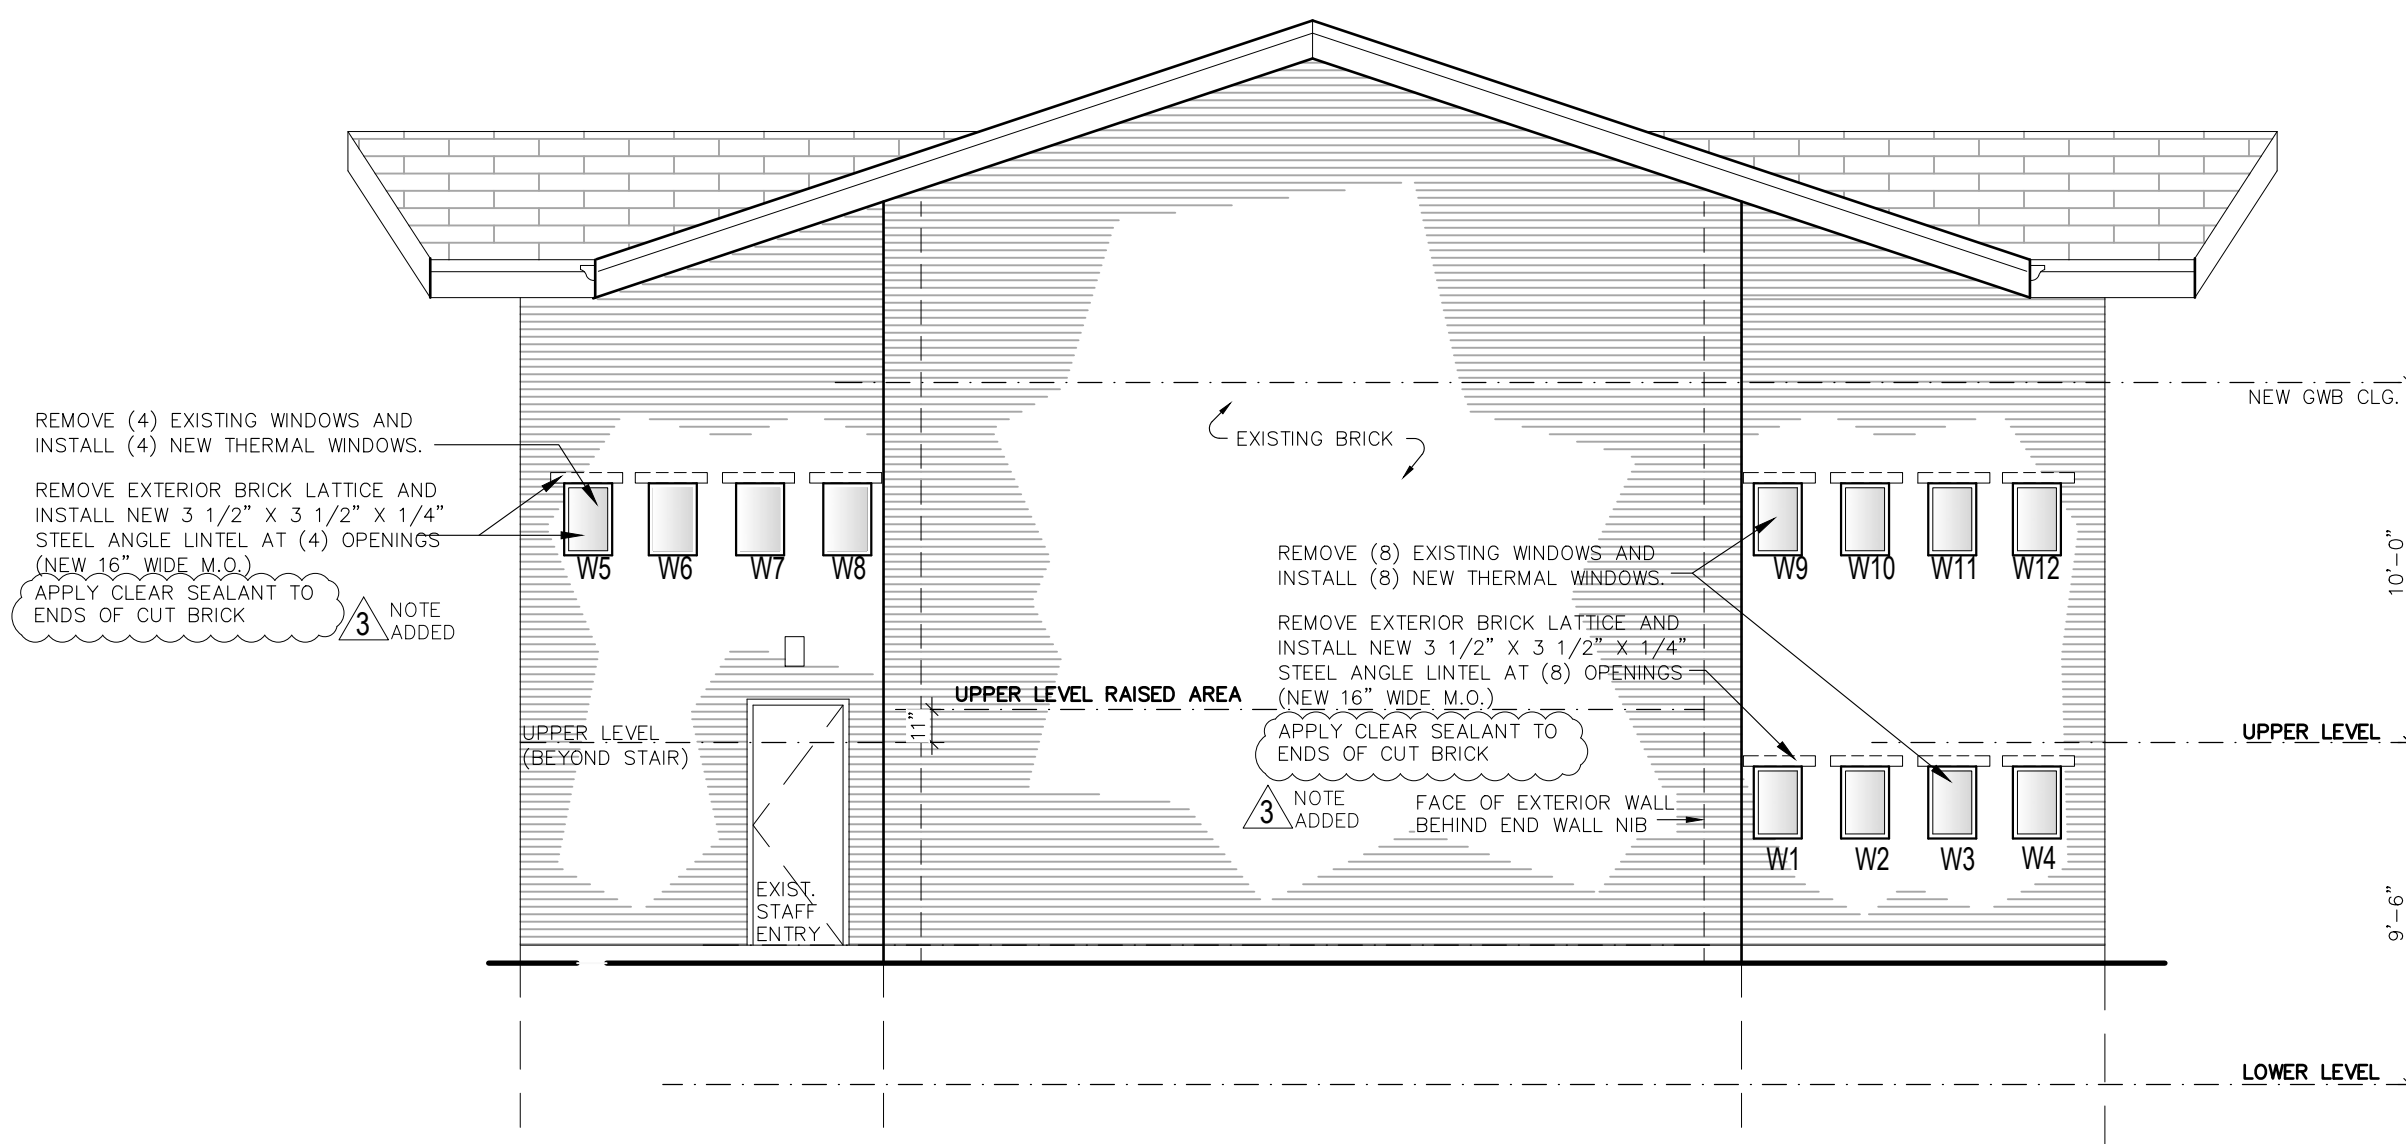 REMOVE (4) EXISTING WINDOWS AND
INSTALL (4) NEW THERMAL WINDOWS.
REMOVE EXTERIOR BRICK LATTICE AND
INSTALL NEW 3 1/2” X 3 1/2” X 1/4”
STEEL ANGLE LINTEL AT (4) OPENINGS
(NEW 16” WIDE M.O.)
APPLY CLEAR SEALANT TO
ENDS OF CUT BRICK
3
NOTE
ADDED
W5
W6
W7
W8
UPPER LEVEL
(BEYOND STAIR)
EXIST.
STAFF
ENTRY
11”
UPPER LEVEL RAISED AREA
EXISTING BRICK
REMOVE (8) EXISTING WINDOWS AND
INSTALL (8) NEW THERMAL WINDOWS.
REMOVE EXTERIOR BRICK LATTICE AND
INSTALL NEW 3 1/2” X 3 1/2” X 1/4”
STEEL ANGLE LINTEL AT (8) OPENINGS
(NEW 16” WIDE M.O.)
APPLY CLEAR SEALANT TO
ENDS OF CUT BRICK
3
NOTE
ADDED
FACE OF EXTERIOR WALL
BEHIND END WALL NIB
W9
W10
W11
W12
W1
W2
W3
W4
NEW GWB CLG.
10’-0”
UPPER LEVEL
9’-6”
LOWER LEVEL